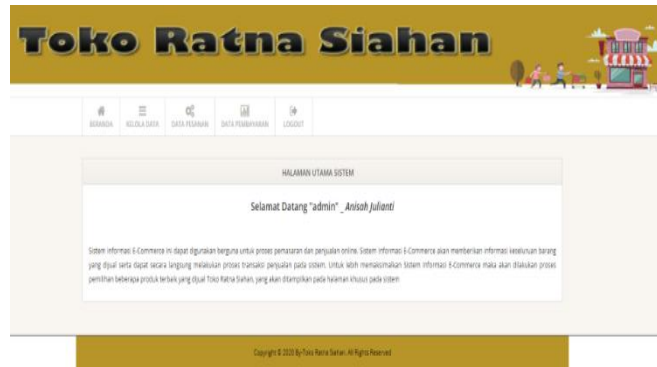 Toko Ratna Siahan
BERANDA
KELOLA DATA
DATA PESANAN
DATA PEMBAYARAN
LOGOUT
HALAMAN UTAMA SISTEM
Selamat Datang "admin" _ Anisah Julianti
Sistem informasi E-Commerce ini dapat digunakan berguna untuk proses pemasaran dan penjualan online. Sistem Informasi E-Commerce akan memberikan informasi keseluruan barang
yang dijual serta dapat secara langsung melakukan proses transaksi penjualan pada sistem. Untuk lebih memaksimalkan Sistem Informasi E-Commerce maka akan dilakukan proses
pemilihan beberapa produk terbaik yang dijual Toko Ratna Siahan, yang akan ditampilkan pada halaman khusus pada sistem
Copyright © 2020 By-Toko Ratna Siahan. All Rights Reserved